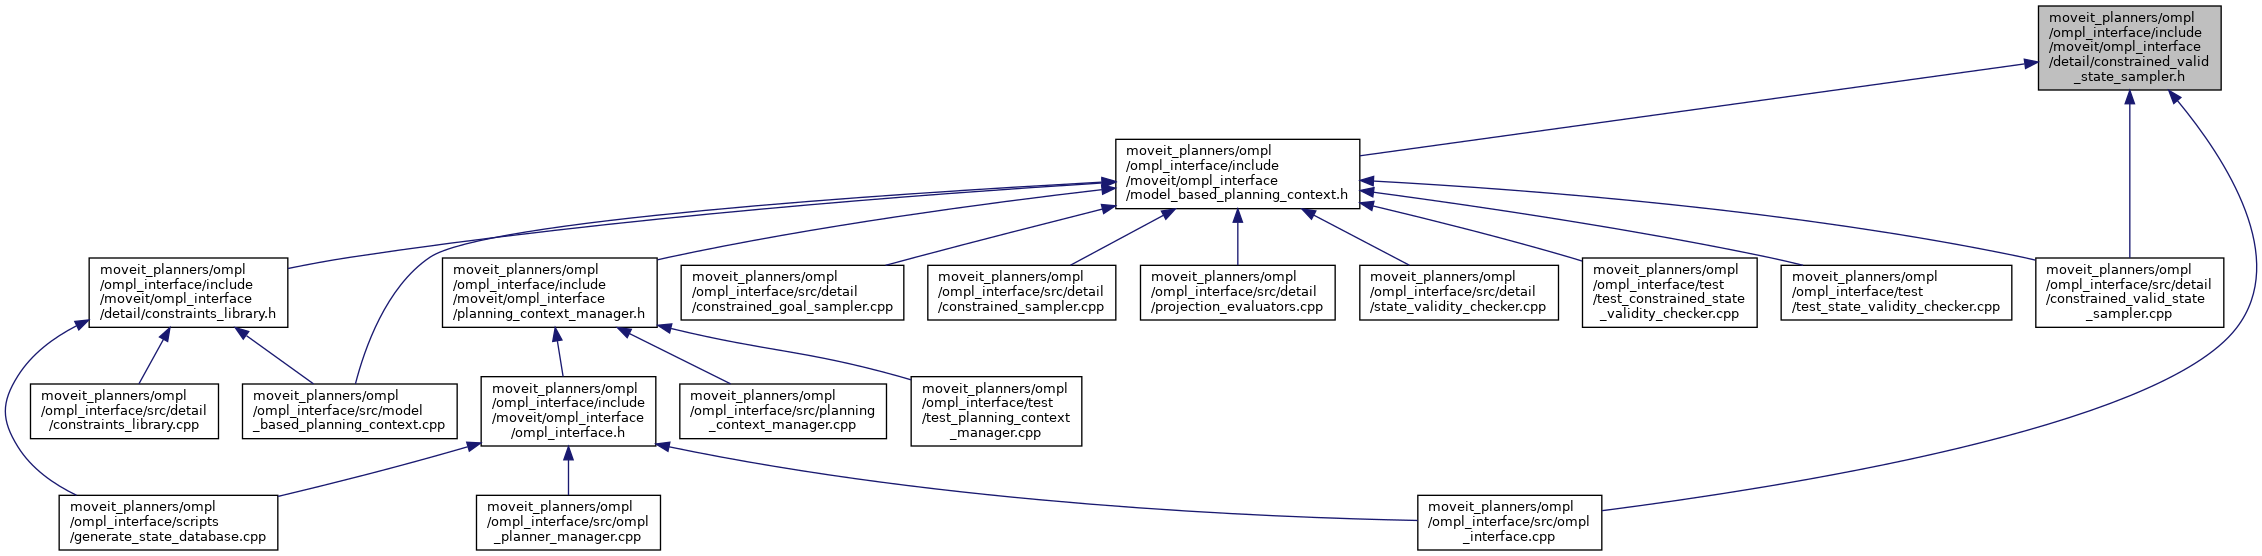 moveit_planners/ompl
/ompl_interface/include
/moveit/ompl_interface
/detail/constrained_valid
_state_sampler.h
moveit_planners/ompl
/ompl_interface/include
/moveit/ompl_interface
/model_based_planning_context.h
moveit_planners/ompl
/ompl_interface/include
/moveit/ompl_interface
/detail/constraints_library.h
moveit_planners/ompl
/ompl_interface/include
/moveit/ompl_interface
/planning_context_manager.h
moveit_planners/ompl
/ompl_interface/src/detail
/constrained_goal_sampler.cpp
moveit_planners/ompl
/ompl_interface/src/detail
/constrained_sampler.cpp
moveit_planners/ompl
/ompl_interface/src/detail
/projection_evaluators.cpp
moveit_planners/ompl
/ompl_interface/src/detail
/state_validity_checker.cpp
moveit_planners/ompl
/ompl_interface/test
/test_constrained_state
_validity_checker.cpp
moveit_planners/ompl
/ompl_interface/test
/test_state_validity_checker.cpp
moveit_planners/ompl
/ompl_interface/src/detail
/constrained_valid_state
_sampler.cpp
moveit_planners/ompl
/ompl_interface/src/detail
/constraints_library.cpp
moveit_planners/ompl
/ompl_interface/src/model
_based_planning_context.cpp
moveit_planners/ompl
/ompl_interface/include
/moveit/ompl_interface
/ompl_interface.h
moveit_planners/ompl
/ompl_interface/src/planning
_context_manager.cpp
moveit_planners/ompl
/ompl_interface/test
/test_planning_context
_manager.cpp
moveit_planners/ompl
/ompl_interface/scripts
/generate_state_database.cpp
moveit_planners/ompl
/ompl_interface/src/ompl
_planner_manager.cpp
moveit_planners/ompl
/ompl_interface/src/ompl
_interface.cpp